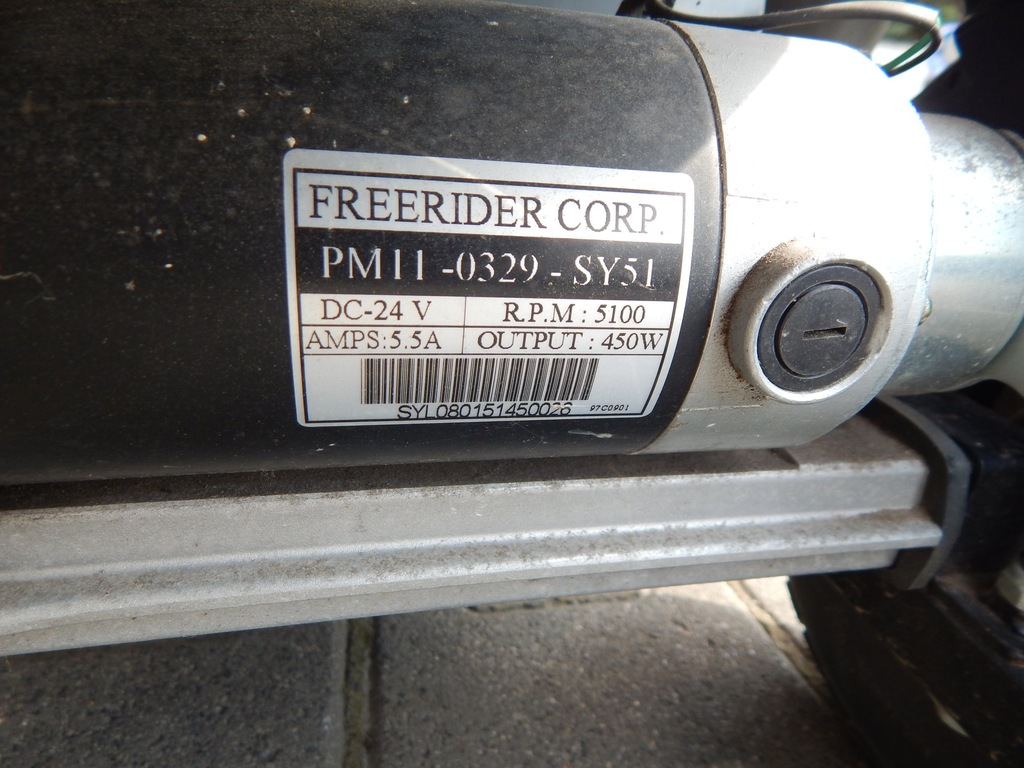 FREERIDER CORP.
PM11-0329-SY51
DC-24 V R.P.M : 5100
AMPS:5.5A OUTPUT : 450W
SYL080151450026 97C0901